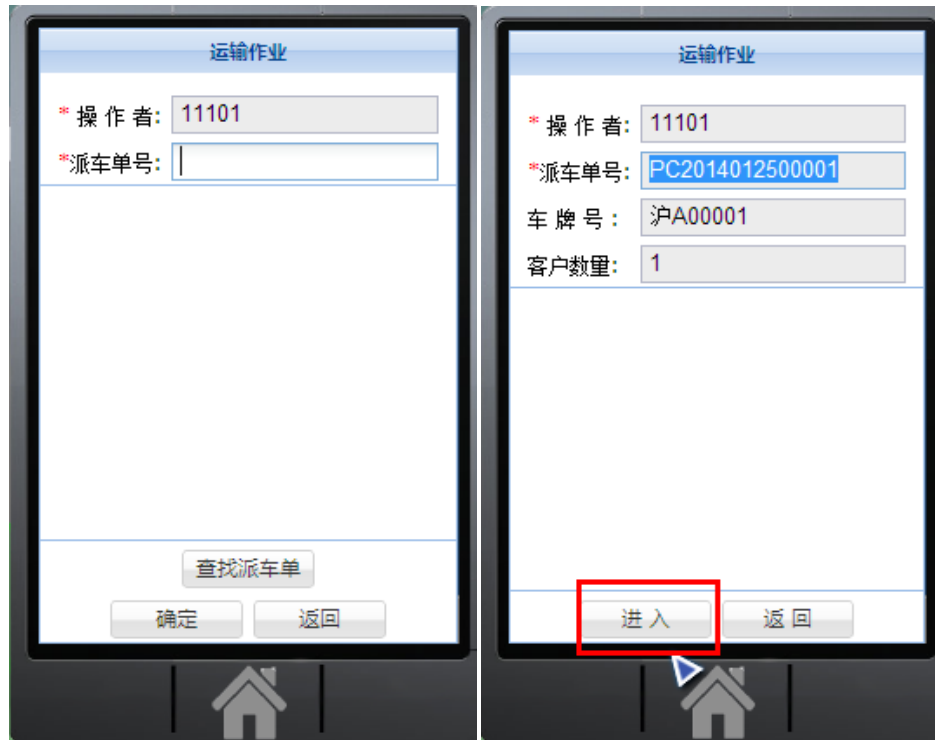 运输作业
* 操 作 者: 11101
*派车单号:
查找派车单
确定 返回
运输作业
* 操 作 者: 11101
*派车单号: PC2014012500001
车 牌 号 : 沪A00001
客户数量: 1
进 入 返 回